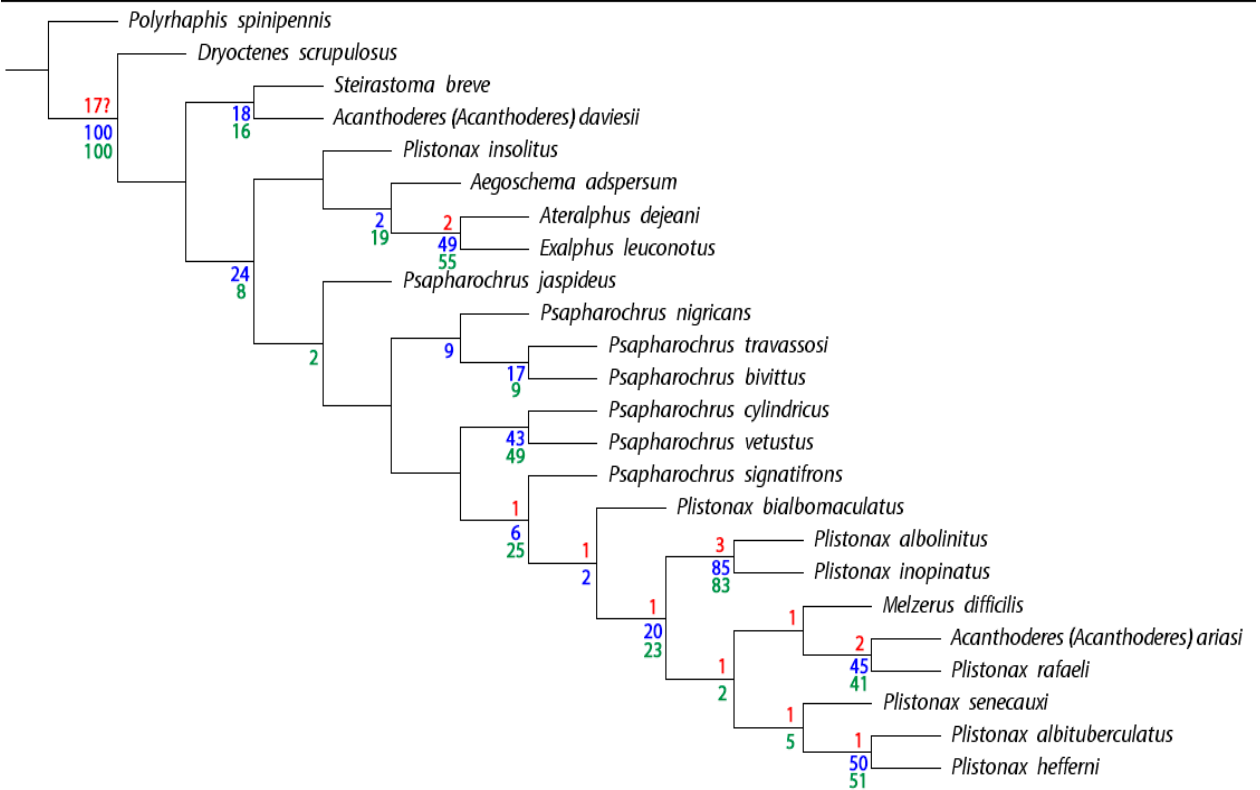 Polyrhaphis spinipennis
Dryoctenes scrupulosus
Steirastoma breve
17?
18
100
Acanthoderes (Acanthoderes) daviesii
16
100
Plistonax insolitus
Aegoschema adspersum
2
2
Ateralphus dejeani
19
49
Exalphus leuconotus
55
24
8
Psapharochrus jaspideus
Psapharochrus nigricans
2
9
Psapharochrus travassosi
17
Psapharochrus bivittus
9
Psapharochrus cylindricus
43
Psapharochrus vetustus
49
Psapharochrus signatifrons
1
Plistonax bialbomaculatus
6
25
1
3
Plistonax albolinitus
2
85
Plistonax inopinatus
83
1
1
Melzerus difficilis
20
23
2
Acanthoderes (Acanthoderes) ariasi
1
45
Plistonax rafaeli
2
41
1
Plistonax senecauxi
5
1
Plistonax albituberculatus
50
Plistonax hefferni
51